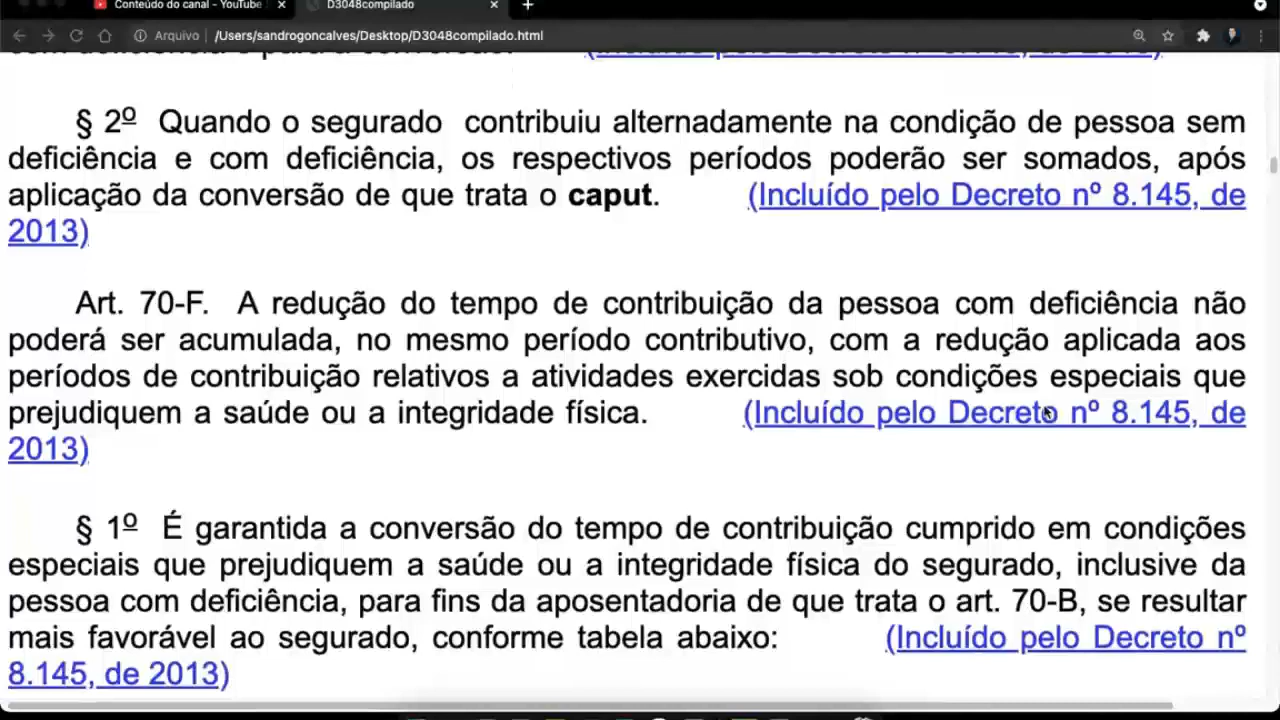 Conteúdo do canal - YouTube
D3048compilado
Arquivo
/Users/sandrogoncalves/Desktop/D3048compilado.html
§ 2º Quando o segurado contribuiu alternadamente na condição de pessoa sem
deficiência e com deficiência, os respectivos períodos poderão ser somados, após
aplicação da conversão de que trata o caput. (Incluído pelo Decreto nº 8.145, de
2013)
Art. 70-F. A redução do tempo de contribuição da pessoa com deficiência não
poderá ser acumulada, no mesmo período contributivo, com a redução aplicada aos
períodos de contribuição relativos a atividades exercidas sob condições especiais que
prejudiquem a saúde ou a integridade física. (Incluído pelo Decreto nº 8.145, de
2013)
§ 1º É garantida a conversão do tempo de contribuição cumprido em condições
especiais que prejudiquem a saúde ou a integridade física do segurado, inclusive da
pessoa com deficiência, para fins da aposentadoria de que trata o art. 70-B, se resultar
mais favorável ao segurado, conforme tabela abaixo: (Incluído pelo Decreto nº
8.145, de 2013)